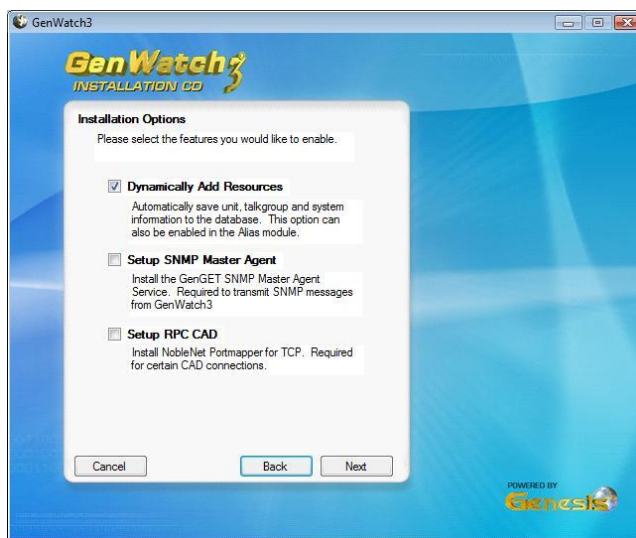 GenWatch3
GenWatch3
INSTALLATION CD
Installation Options
Please select the features you would like to enable.
Dynamically Add Resources
Automatically save unit, talkgroup and system
information to the database. This option can
also be enabled in the Alias module.
Setup SNMP Master Agent
Install the GenGET SNMP Master Agent
Service. Required to transmit SNMP messages
from GenWatch3
Setup RPC CAD
Install NobleNet Portmapper for TCP. Required
for certain CAD connections.
Cancel
Back
Next
POWERED BY
Genesis